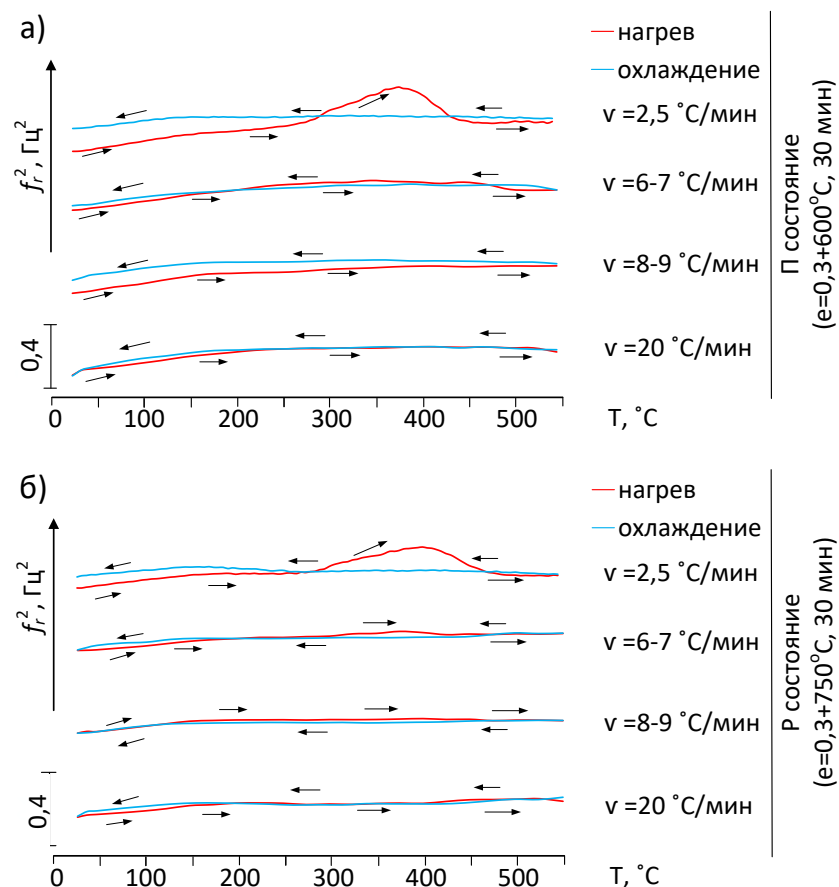 а)
нагрев
охлаждение
f_r^2, Гц^2
v =2,5 ˚С/мин
v =6-7 ˚С/мин
v =8-9 ˚С/мин
v =20 ˚С/мин
П состояние
(e=0,3+600°С, 30 мин)
0,4
0 100 200 300 400 500 T, ˚С
б)
нагрев
охлаждение
f_r^2, Гц^2
v =2,5 ˚С/мин
v =6-7 ˚С/мин
v =8-9 ˚С/мин
v =20 ˚С/мин
Р состояние
(e=0,3+750°С, 30 мин)
0,4
0 100 200 300 400 500 T, ˚С